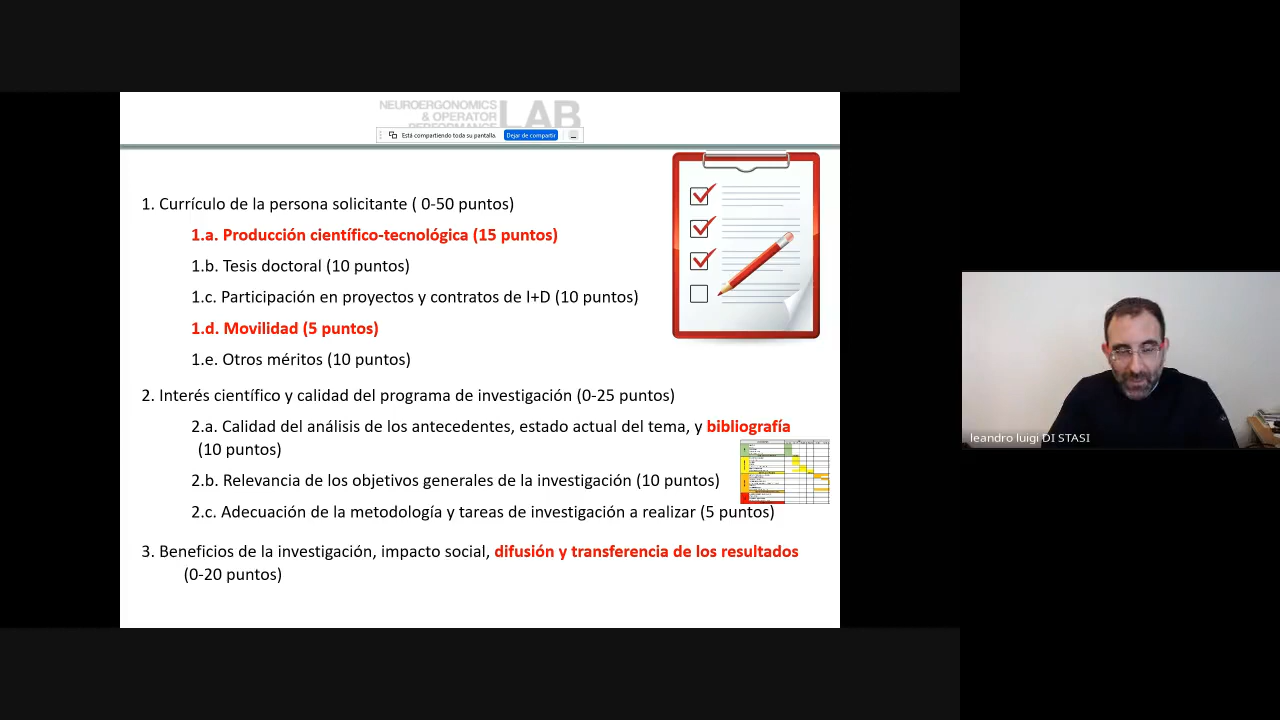 NEUROERGONOMICS
& OPERATOR
PERFORMANCE
LAB
Está compartiendo toda su pantalla.
Dejar de compartir
1. Currículo de la persona solicitante ( 0-50 puntos)
1.a. Producción científico-tecnológica (15 puntos)
1.b. Tesis doctoral (10 puntos)
1.c. Participación en proyectos y contratos de I+D (10 puntos)
1.d. Movilidad (5 puntos)
1.e. Otros méritos (10 puntos)
2. Interés científico y calidad del programa de investigación (0-25 puntos)
2.a. Calidad del análisis de los antecedentes, estado actual del tema, y bibliografía
(10 puntos)
2.b. Relevancia de los objetivos generales de la investigación (10 puntos)
2.c. Adecuación de la metodología y tareas de investigación a realizar (5 puntos)
3. Beneficios de la investigación, impacto social, difusión y transferencia de los resultados
(0-20 puntos)
leandro luigi DI STASI